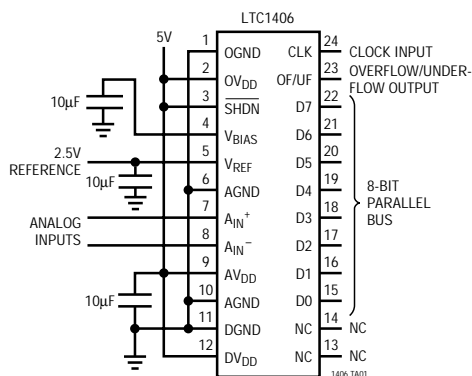 LTC1406
5V
1 OGND
2 OVDD
3 SHDN
4 VBIAS
5 VREF
6 AGND
7 AIN+
8 AIN−
9 AVDD
10 AGND
11 DGND
12 DVDD
10µF
2.5V
REFERENCE
10µF
ANALOG
INPUTS
10µF
CLK 24 CLOCK INPUT
OF/UF 23 OVERFLOW/UNDER-
FLOW OUTPUT
D7 22
D6 21
D5 20
D4 19
D3 18
D2 17
D1 16
D0 15
NC 14 NC
NC 13 NC
8-BIT
PARALLEL
BUS
1406 TA01